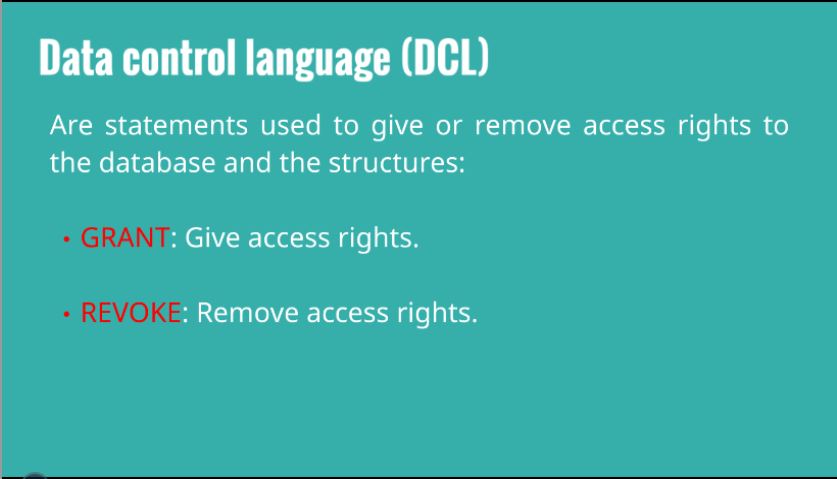 Data control language (DCL)
Are statements used to give or remove access rights to
the database and the structures:
• GRANT: Give access rights.
• REVOKE: Remove access rights.